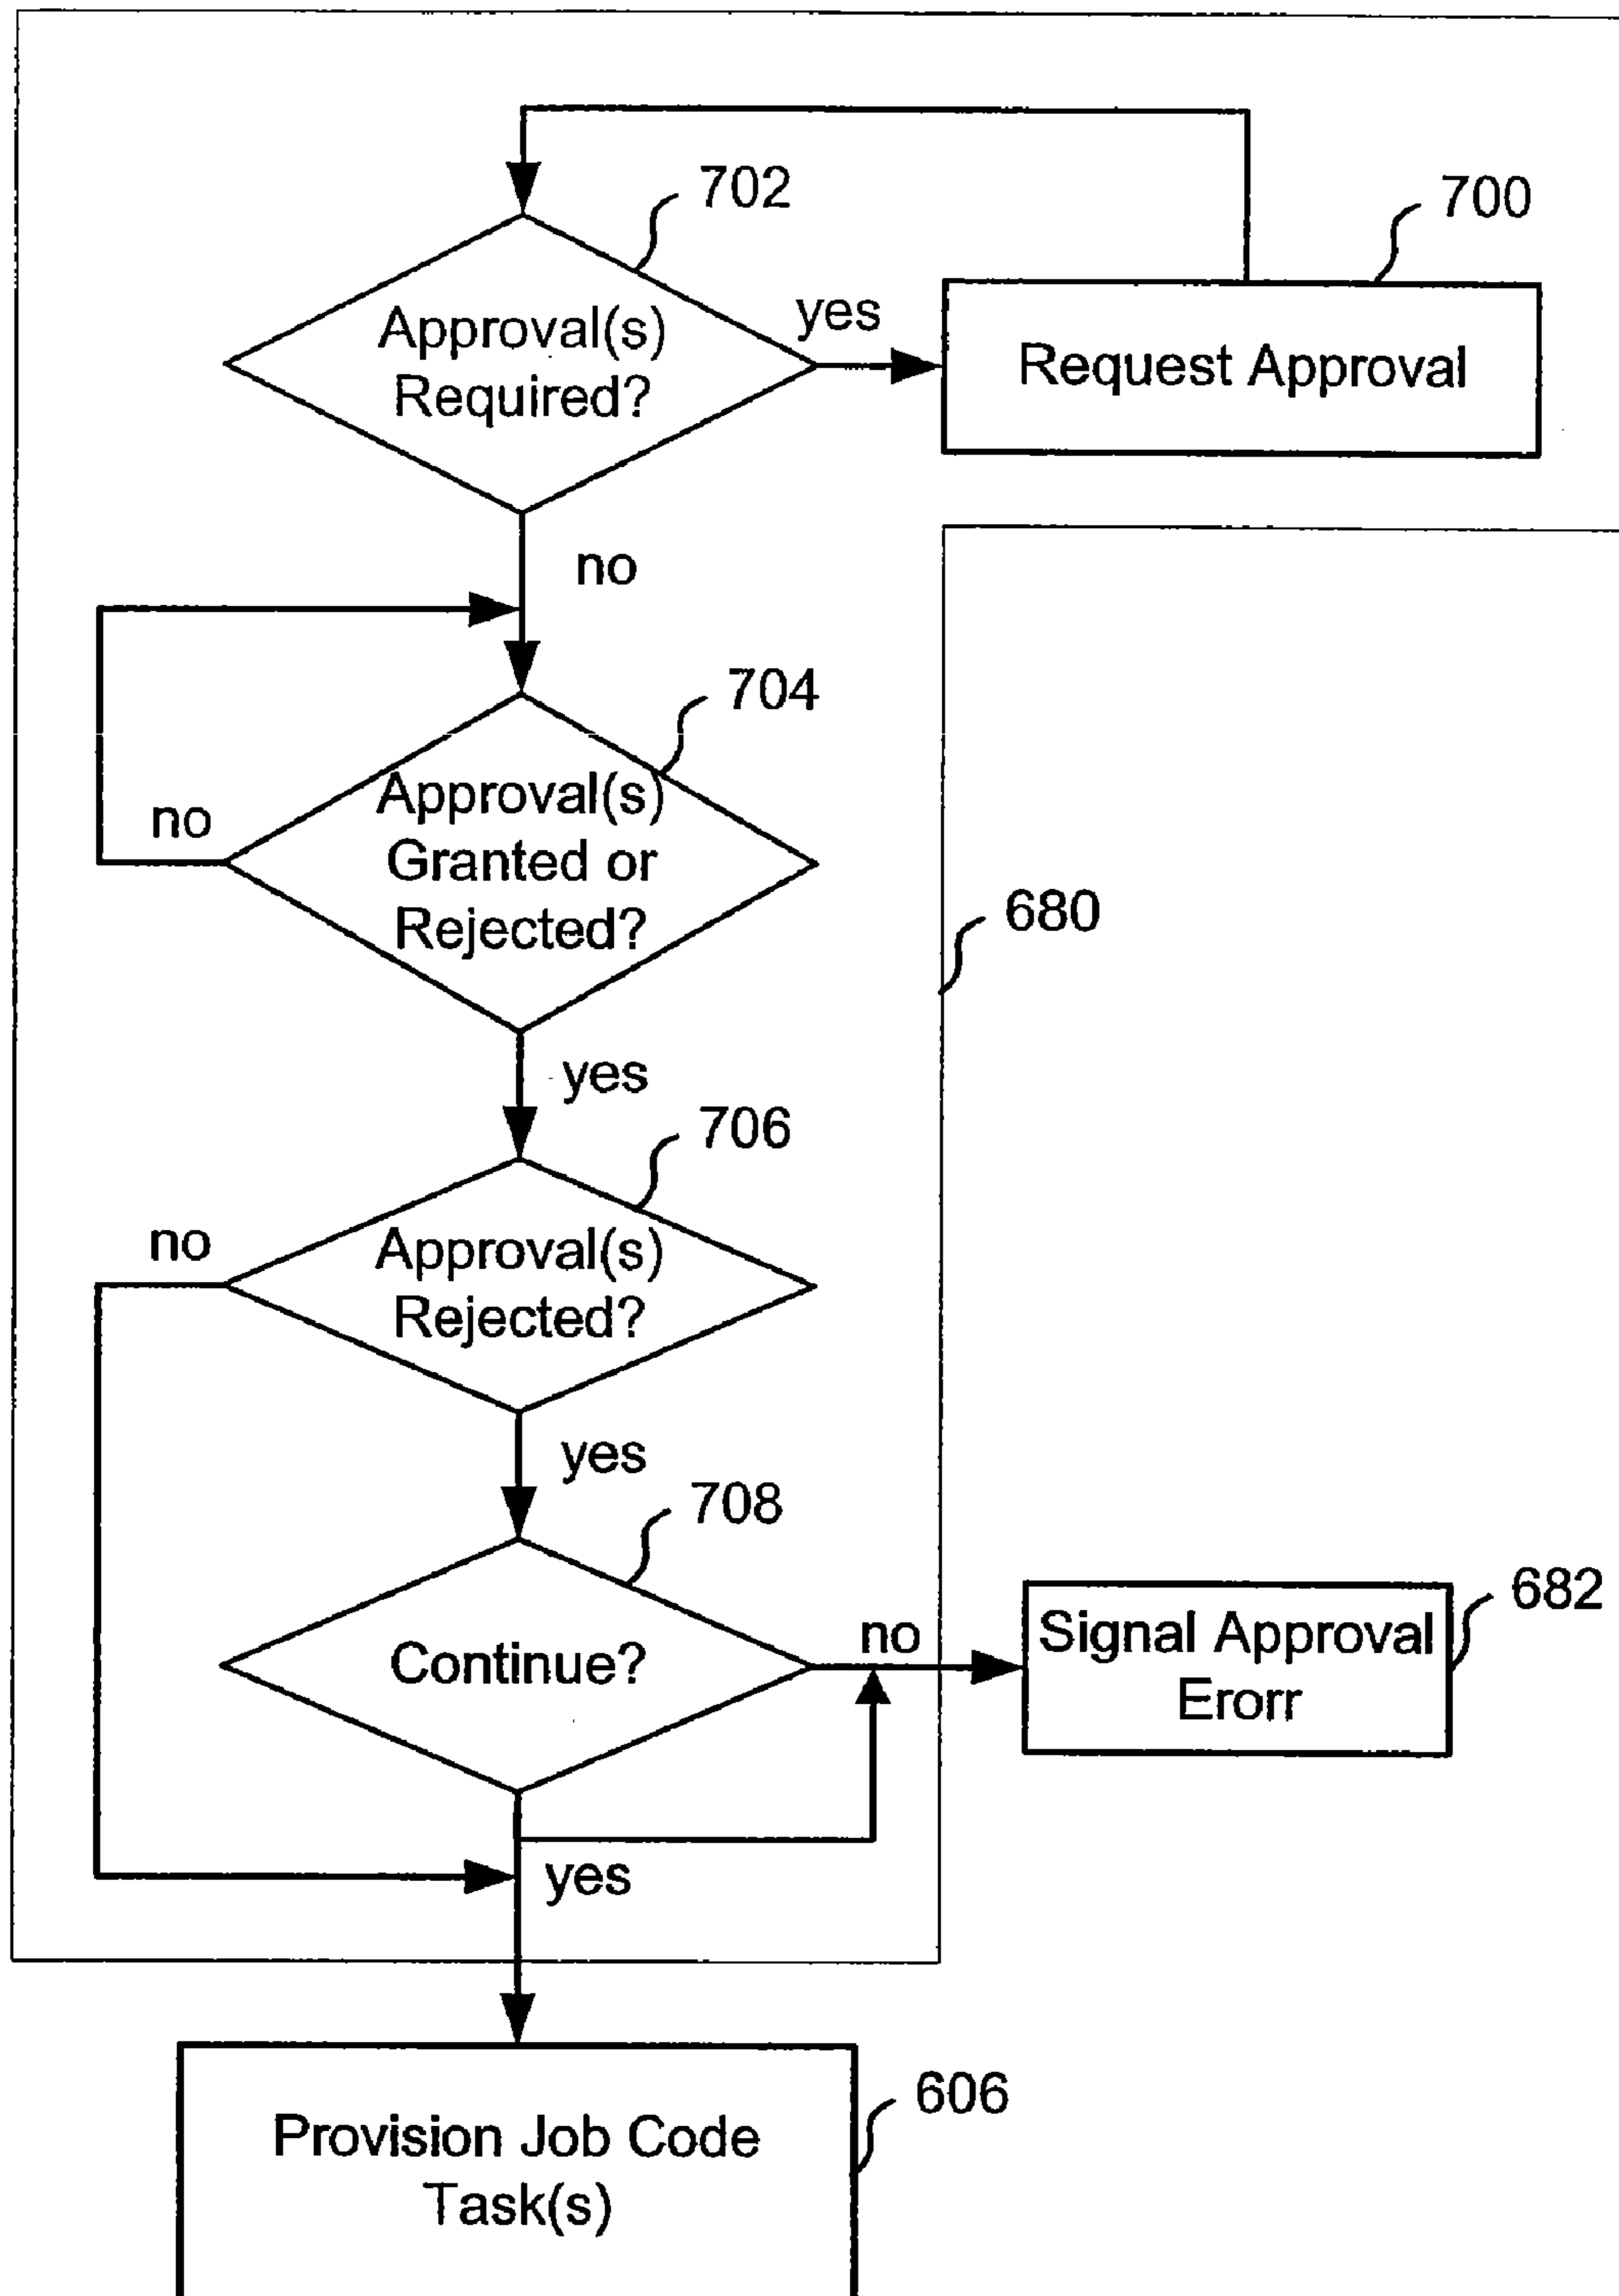 702
700
Approval(s)
Required?
yes
Request Approval
no
704
Approval(s)
Granted or
Rejected?
no
680
yes
706
no
Approval(s)
Rejected?
yes
708
Continue?
no
Signal Approval
Erorr
682
yes
606
Provision Job Code
Task(s)